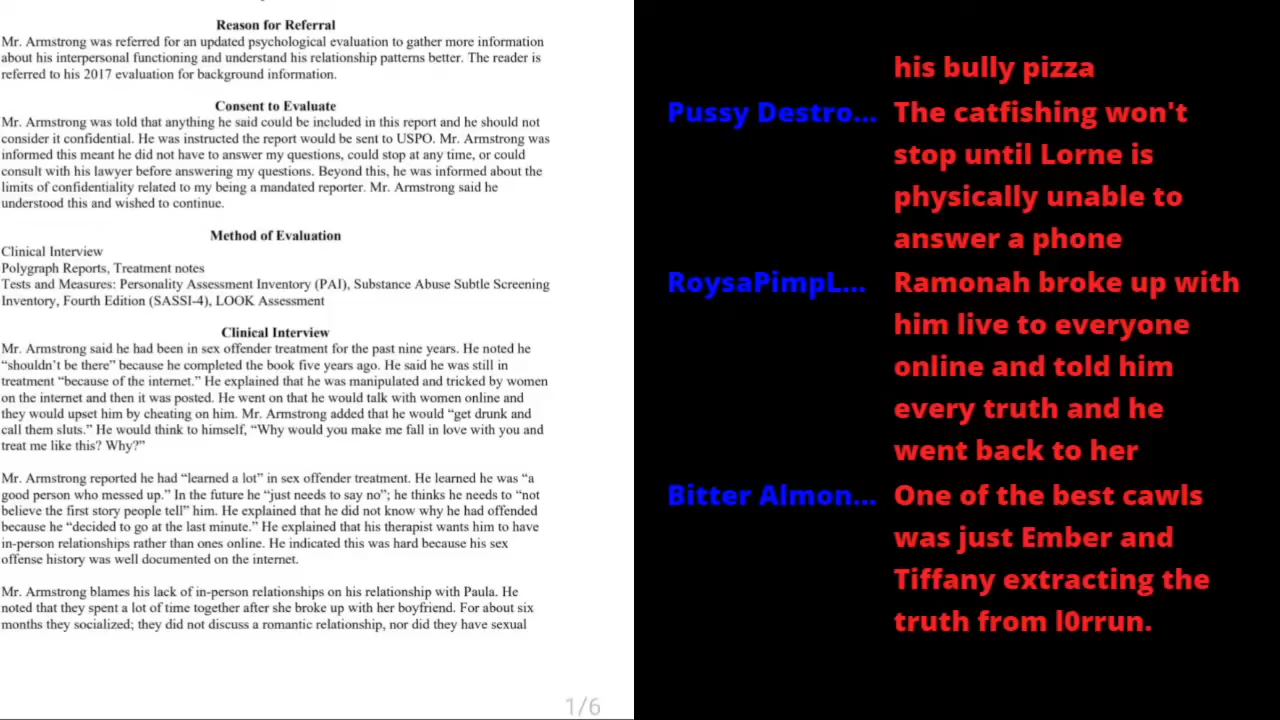 Reason for Referral
Mr. Armstrong was referred for an updated psychological evaluation to gather more information
about his interpersonal functioning and understand his relationship patterns better. The reader is
referred to his 2017 evaluation for background information.
Consent to Evaluate
Mr. Armstrong was told that anything he said could be included in this report and he should not
consider it confidential. He was instructed the report would be sent to USPO. Mr. Armstrong was
informed this meant he did not have to answer my questions, could stop at any time, or could
consult with his lawyer before answering my questions. Beyond this, he was informed about the
limits of confidentiality related to my being a mandated reporter. Mr. Armstrong said he
understood this and wished to continue.
Method of Evaluation
Clinical Interview
Polygraph Reports, Treatment notes
Tests and Measures: Personality Assessment Inventory (PAI), Substance Abuse Subtle Screening
Inventory, Fourth Edition (SASSI-4), LOOK Assessment
Clinical Interview
Mr. Armstrong said he had been in sex offender treatment for the past nine years. He noted he
“shouldn’t be there” because he completed the book five years ago. He said he was still in
treatment “because of the internet.” He explained that he was manipulated and tricked by women
on the internet and then it was posted. He went on that he would talk with women online and
they would upset him by cheating on him. Mr. Armstrong added that he would “get drunk and
call them sluts.” He would think to himself, “Why would you make me fall in love with you and
treat me like this? Why?”
Mr. Armstrong reported he had “learned a lot” in sex offender treatment. He learned he was “a
good person who messed up.” In the future he “just needs to say no”; he thinks he needs to “not
believe the first story people tell” him. He explained that he did not know why he had offended
because he “decided to go at the last minute.” He explained that his therapist wants him to have
in-person relationships rather than ones online. He indicated this was hard because his sex
offense history was well documented on the internet.
Mr. Armstrong blames his lack of in-person relationships on his relationship with Paula. He
noted that they spent a lot of time together after she broke up with her boyfriend. For about six
months they socialized; they did not discuss a romantic relationship, nor did they have sexual
1/6
his bully pizza
Pussy Destro... The catfishing won't
stop until Lorne is
physically unable to
answer a phone
RoysaPimpL... Ramonah broke up with
him live to everyone
online and told him
every truth and he
went back to her
Bitter Almon... One of the best cawls
was just Ember and
Tiffany extracting the
truth from l0rrun.